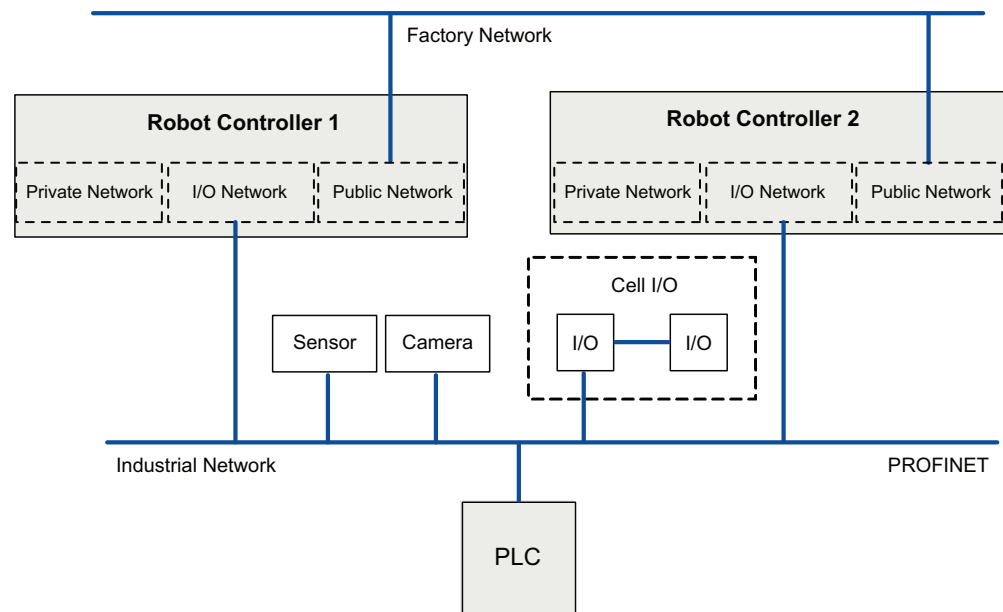 Factory Network
Robot Controller 1
Private Network
I/O Network
Public Network
Robot Controller 2
Private Network
I/O Network
Public Network
Cell I/O
Sensor
Camera
I/O
I/O
Industrial Network
PROFINET
PLC